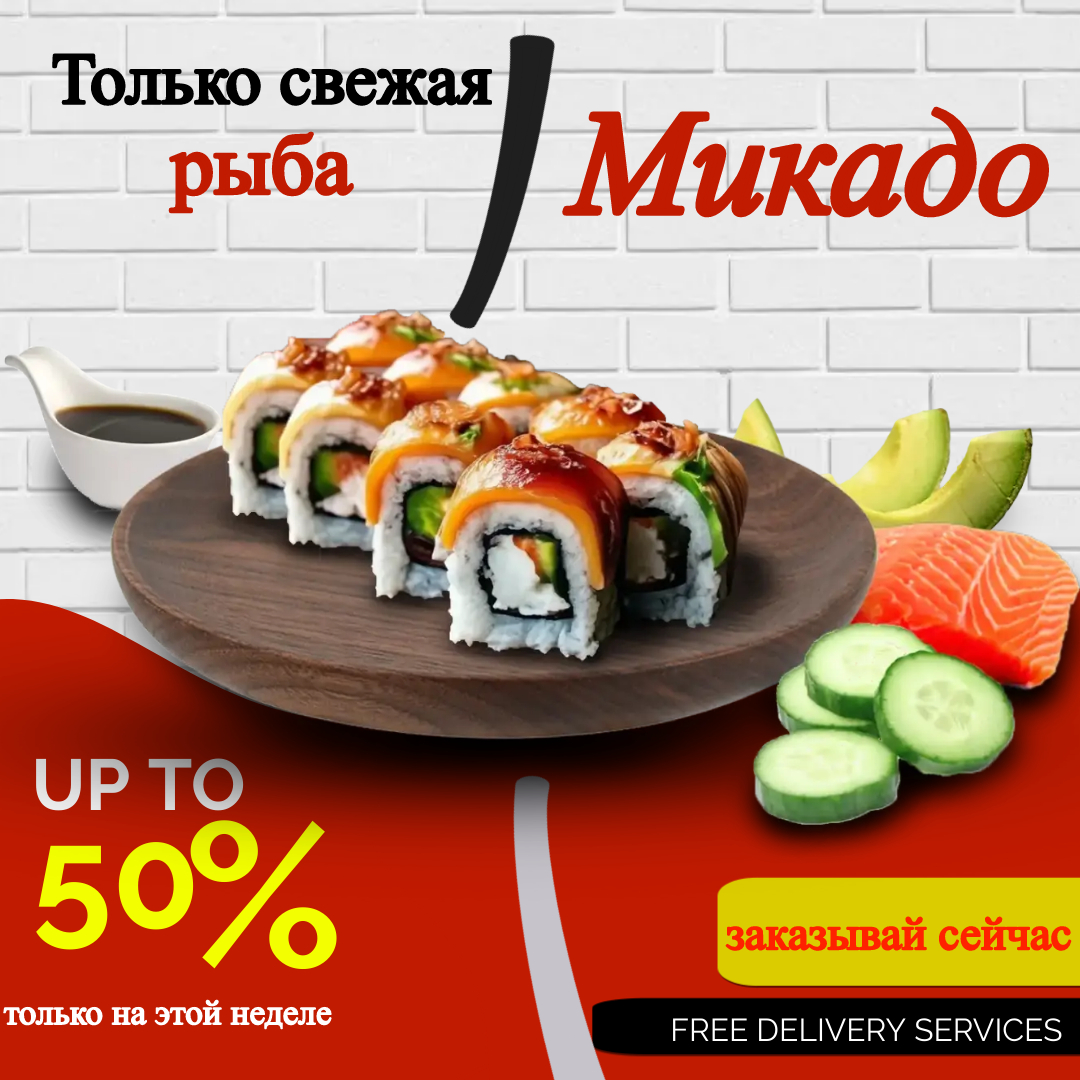 Только свежая
рыба
Микадо
UP TO
50%
только на этой неделе
заказывай сейчас
FREE DELIVERY SERVICES